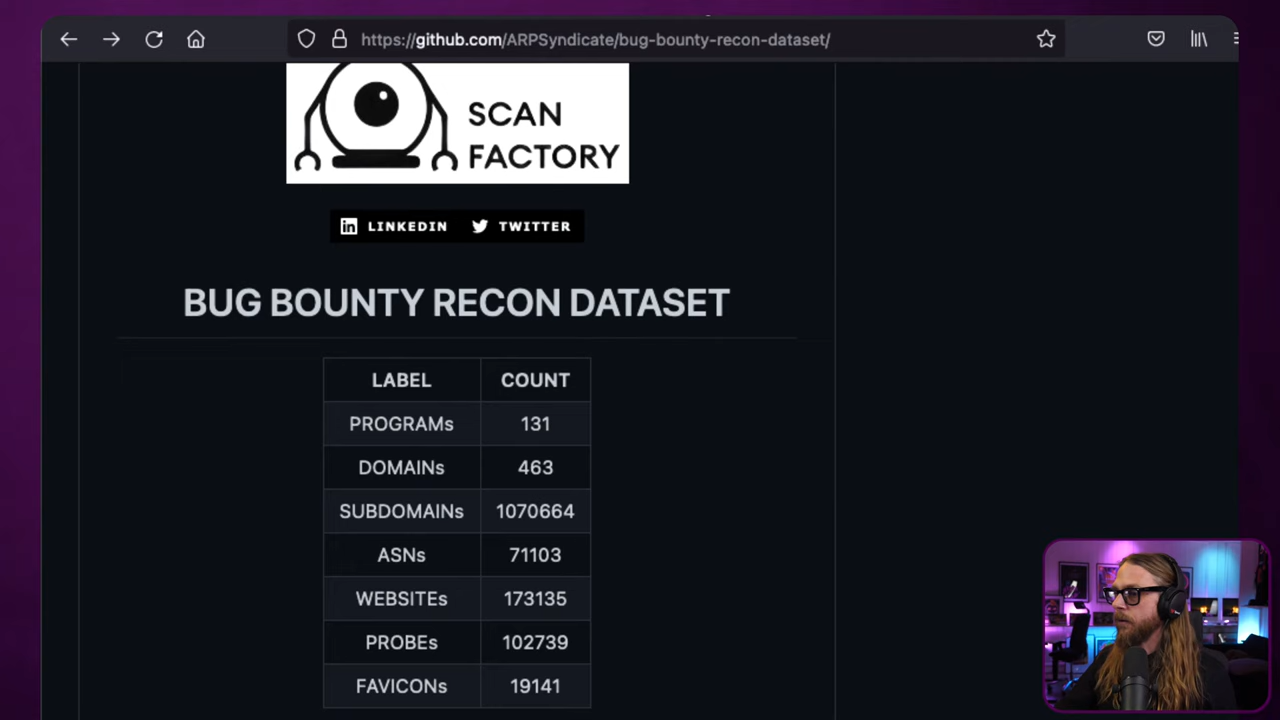 https://github.com/ARPSyndicate/bug-bounty-recon-dataset/
SCAN
FACTORY
in LINKEDIN TWITTER
BUG BOUNTY RECON DATASET
LABEL COUNT
PROGRAMs 131
DOMAINs 463
SUBDOMAINs 1070664
ASNs 71103
WEBSITEs 173135
PROBEs 102739
FAVICONs 19141